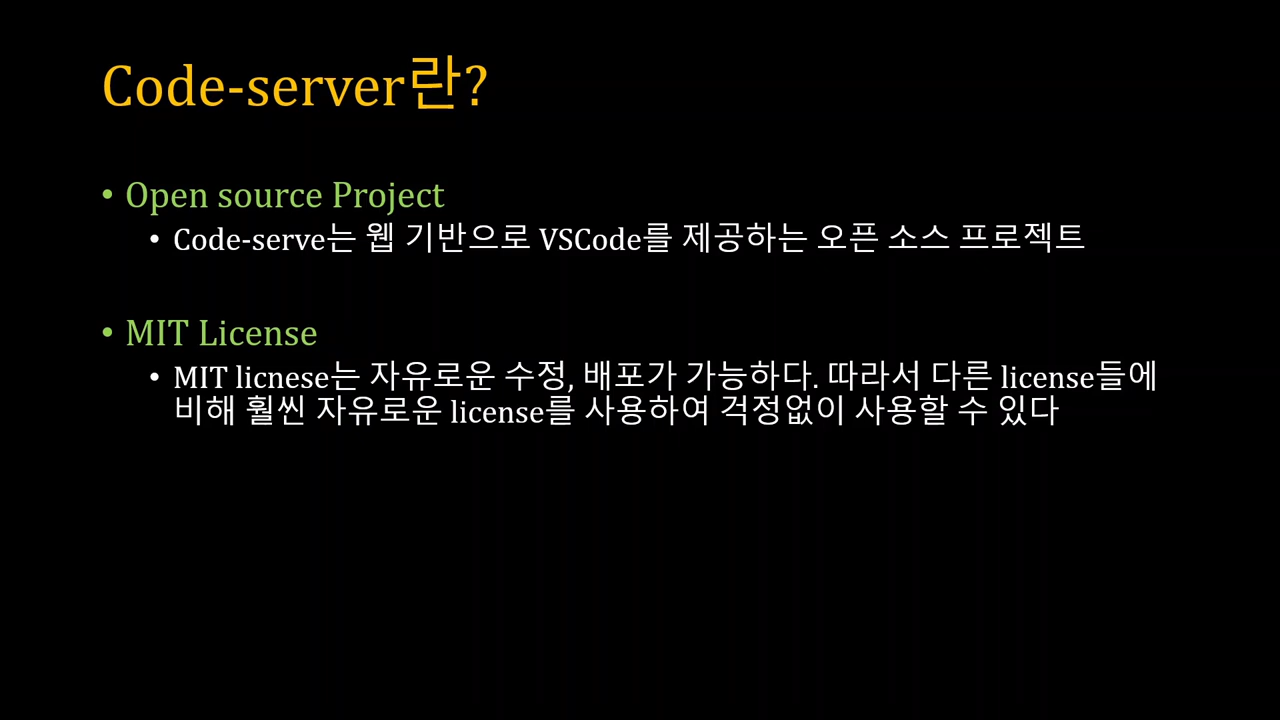 Code-server란?
• Open source Project
• Code-serve는 웹 기반으로 VSCode를 제공하는 오픈 소스 프로젝트
• MIT License
• MIT licnese는 자유로운 수정, 배포가 가능하다. 따라서 다른 license들에
비해 훨씬 자유로운 license를 사용하여 걱정없이 사용할 수 있다